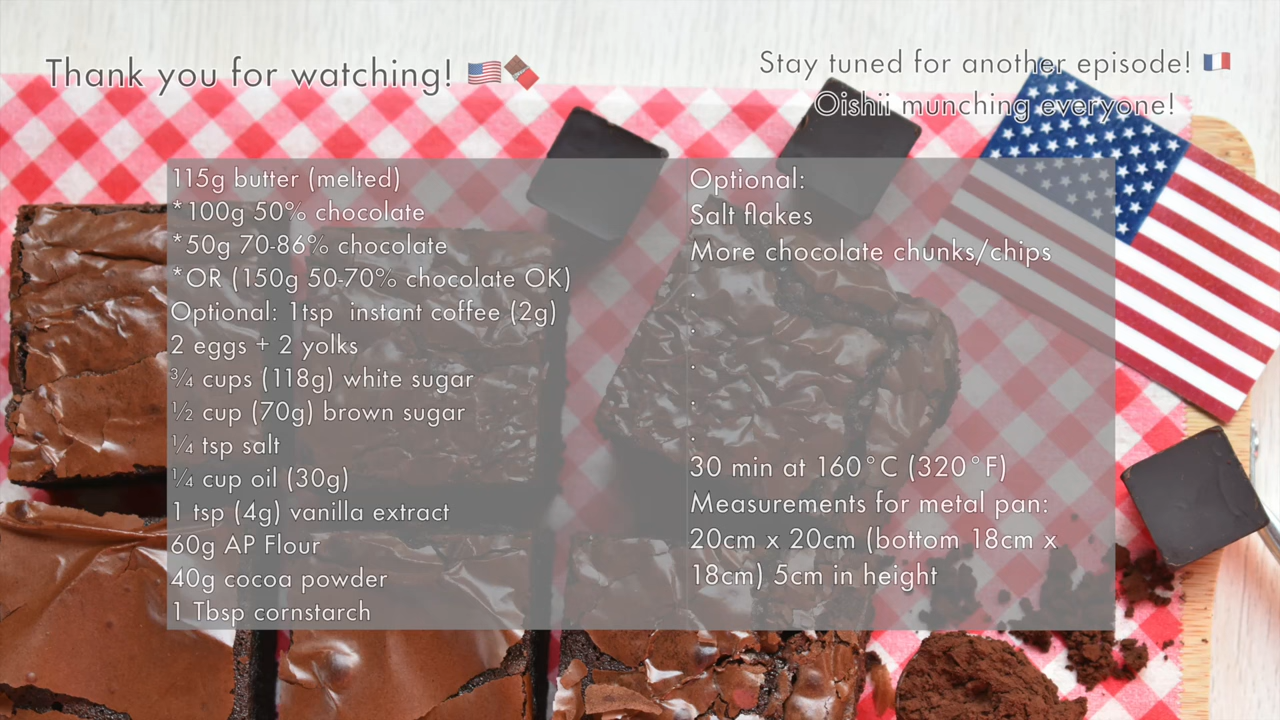 Thank you for watching! 🇺🇸🍫
Stay tuned for another episode! 🇫🇷
Oishii munching everyone!
115g butter (melted)
*100g 50% chocolate
*50g 70-86% chocolate
*OR (150g 50-70% chocolate OK)
Optional: 1tsp  instant coffee (2g)
2 eggs + 2 yolks
¾ cups (118g) white sugar
½ cup (70g) brown sugar
¼ tsp salt
¼ cup oil (30g)
1 tsp (4g) vanilla extract
60g AP Flour
40g cocoa powder
1 Tbsp cornstarch
Optional:
Salt flakes
More chocolate chunks/chips
.
.
.
.
.
30 min at 160°C (320°F)
Measurements for metal pan:
20cm x 20cm (bottom 18cm x
18cm) 5cm in height